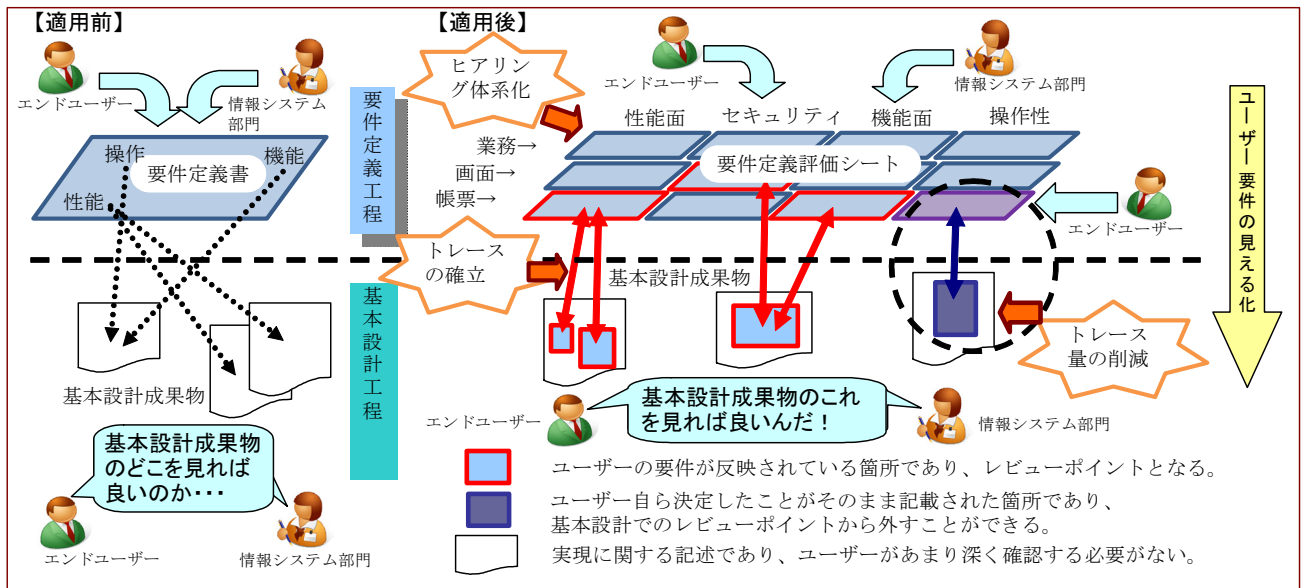 【適用前】
エンドユーザー
情報システム
部門
操作
機能
要件定義書
性能
基本設計成果物
基本設計成果物
のどこを見れば
良いのか・・・
エンドユーザー
情報システム部門
要件定義工程
基本設計工程
【適用後】
ヒアリン
グ体系化
エンドユーザー
情報システム部門
性能面
セキュリティ
機能面
操作性
業務→
画面→
帳票→
要件定義評価シート
エンドユーザー
トレース
の確立
基本設計成果物
トレース
量の削減
ユーザー要件の見える化
エンドユーザー
基本設計成果物のこれ
を見れば良いんだ！
情報システム部門
ユーザーの要件が反映されている箇所であり、レビューポイントとなる。
ユーザー自ら決定したことがそのまま記載された箇所であり、
基本設計でのレビューポイントから外すことができる。
実現に関する記述であり、ユーザーがあまり深く確認する必要がない。